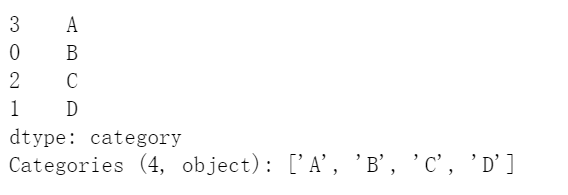 3    A
0    B
2    C
1    D
dtype: category
Categories (4, object): ['A', 'B', 'C', 'D']